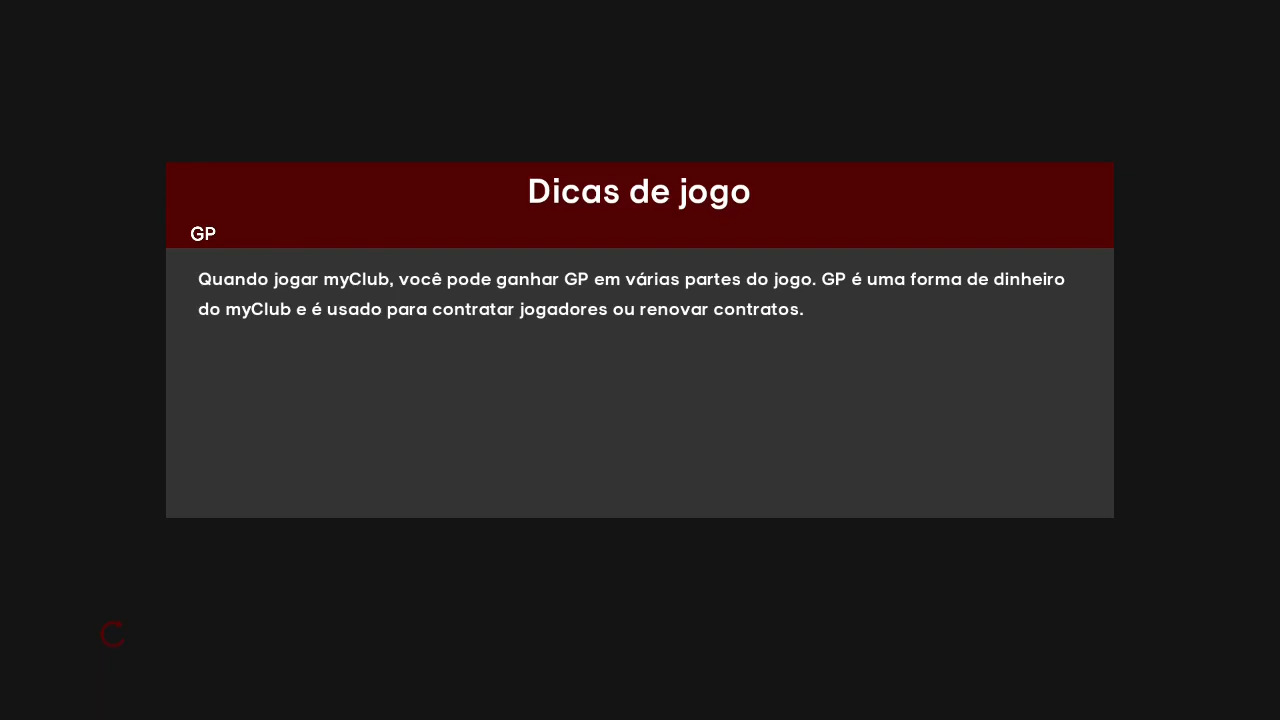 Dicas de jogo
GP
Quando jogar myClub, você pode ganhar GP em várias partes do jogo. GP é uma forma de dinheiro
do myClub e é usado para contratar jogadores ou renovar contratos.
C